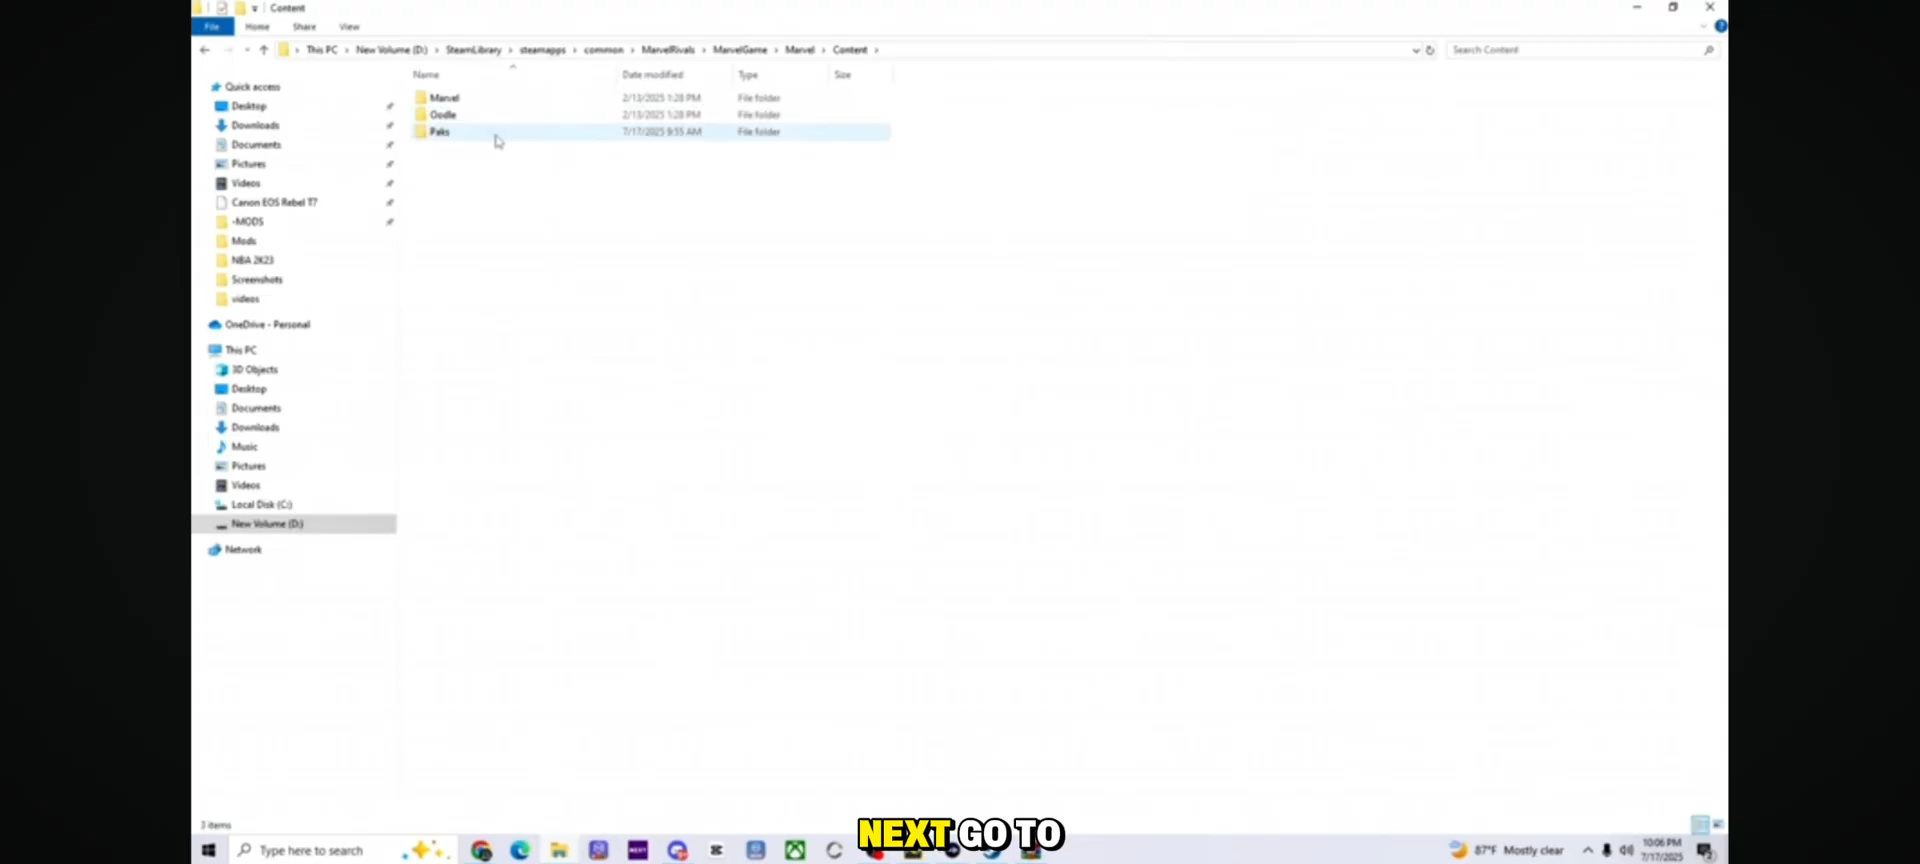 Content
File Home Share View
This PC > New Volume (D:) > SteamLibrary > steamapps > common > MarvelRivals > MarvelGame > Marvel > Content >
Search Content
Name Date modified Type Size
Marvel 2/13/2025 1:28 PM File folder
Oodle 2/13/2025 1:28 PM File folder
Paks 7/17/2025 9:55 AM File folder
Quick access
Desktop
Downloads
Documents
Pictures
Videos
Canon EOS Rebel T7
-MODS
Mods
NBA 2K23
Screenshots
videos
OneDrive - Personal
This PC
3D Objects
Desktop
Documents
Downloads
Music
Pictures
Videos
Local Disk (C:)
New Volume (D:)
Network
3 items
NEXT GO TO
Type here to search
87°F Mostly clear
10:06 PM
7/17/2025